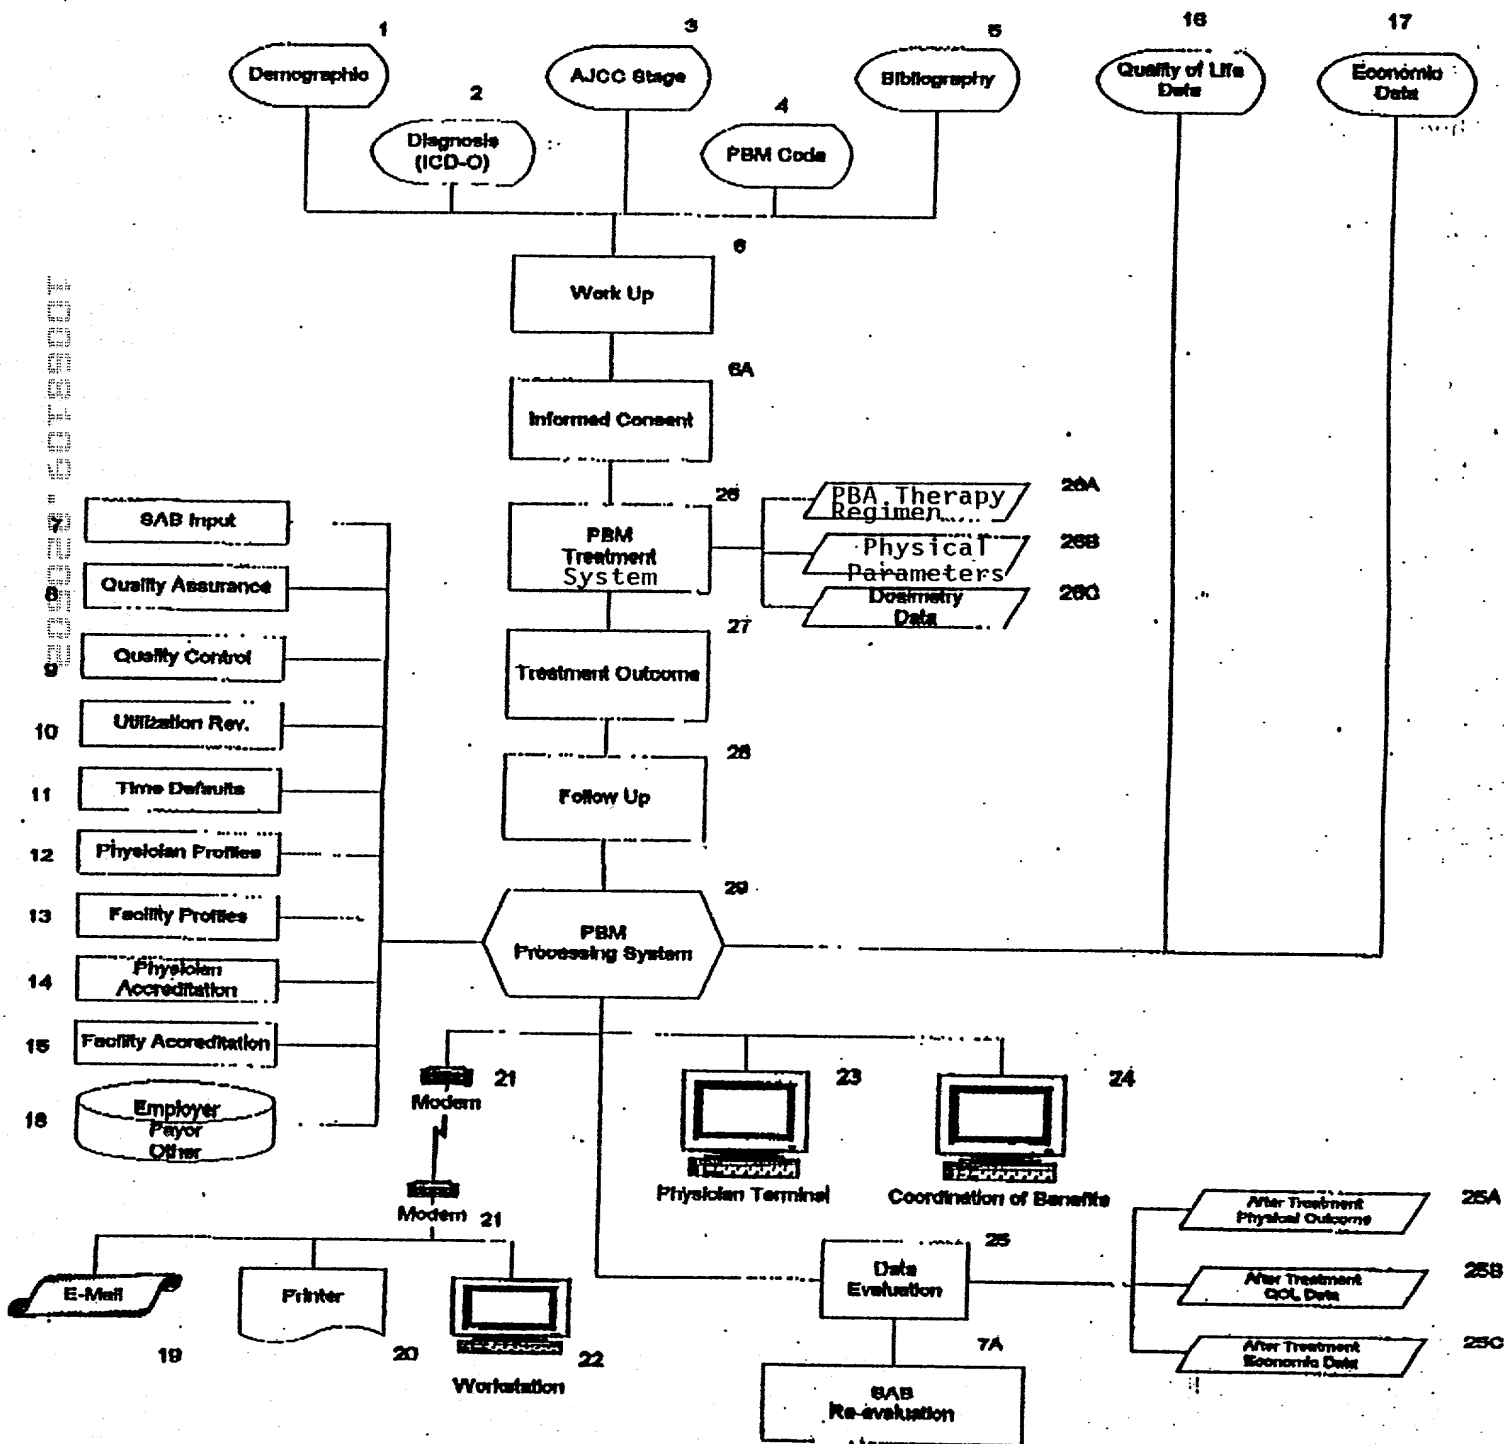 1
3
5
16
17
Demographic
AJCC Stage
Bibliography
Quality of Life
Data
Economic
Data
2
4
Diagnosis
(ICD-O)
PBM Code
6
Work Up
6A
Informed Consent
26
PBM
Treatment
System
26A
PBA.Therapy
Regimen
26B
Physical
Parameters
26C
Dosimetry
Data
7
SAB Input
8
Quality Assurance
9
Quality Control
10
Utilization Rev.
11
Time Defaults
12
Physician Profiles
13
Facility Profiles
14
Physician
Accreditation
15
Facility Accreditation
18
Employer
Payor
Other
27
Treatment Outcome
28
Follow Up
29
PBM
Processing System
21
Modem
Modem
21
23
Physician Terminal
24
Coordination of Benefits
E-Mail
19
Printer
20
22
Workstation
25
Data
Evaluation
7A
SAB
Re-evaluation
After Treatment
Physical Outcome
25A
After Treatment
QOL Data
25B
After Treatment
Economic Data
25C